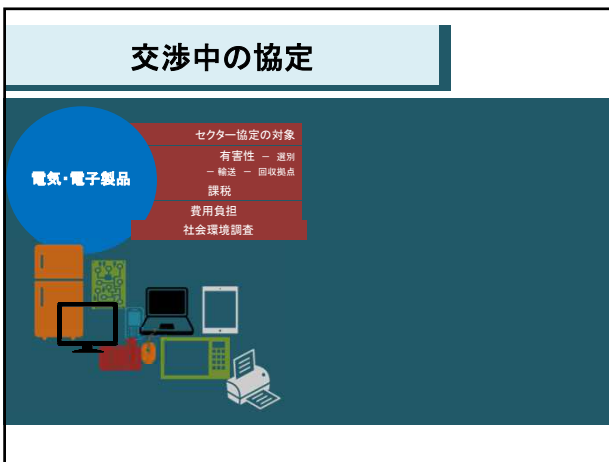 交渉中の協定
電気・電子製品
セクター協定の対象
有害性 － 選別
－ 輸送 － 回収拠点
課税
費用負担
社会環境調査